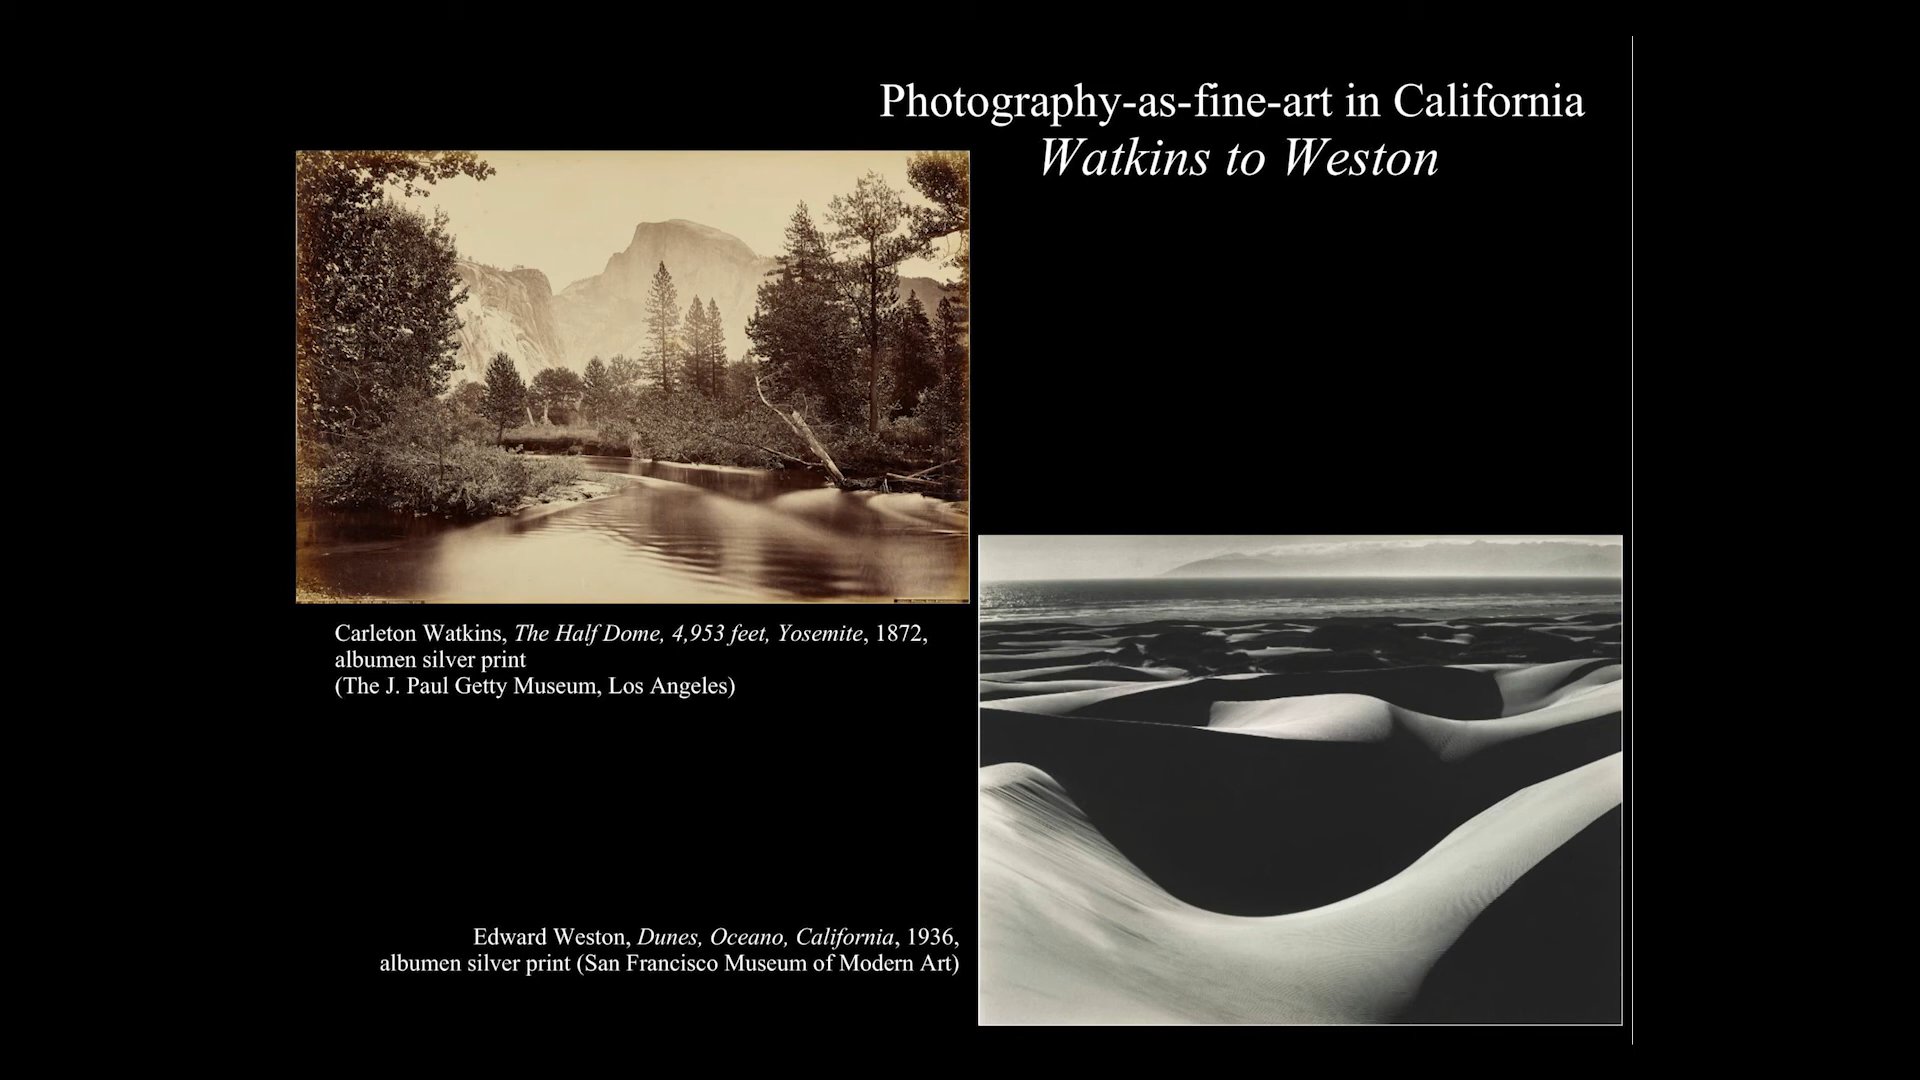 Photography-as-fine-art in California
Watkins to Weston
Carleton Watkins, The Half Dome, 4,953 feet, Yosemite, 1872,
albumen silver print
(The J. Paul Getty Museum, Los Angeles)
Edward Weston, Dunes, Oceano, California, 1936,
albumen silver print (San Francisco Museum of Modern Art)